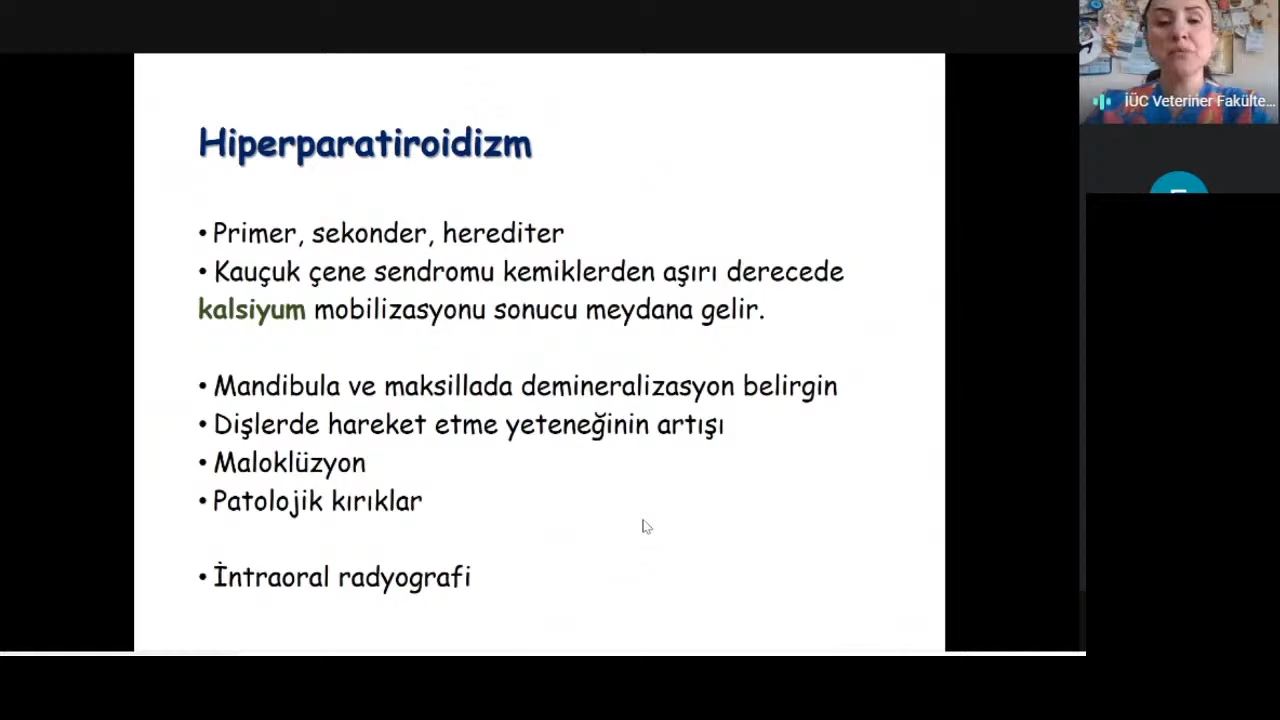 Hiperparatiroidizm
• Primer, sekonder, herediter
• Kauçuk çene sendromu kemiklerden aşırı derecede
kalsiyum mobilizasyonu sonucu meydana gelir.
• Mandibula ve maksillada demineralizasyon belirgin
• Dişlerde hareket etme yeteneğinin artışı
• Maloklüzyon
• Patolojik kırıklar
• İntraoral radyografi
İÜC Veteriner Fakülte...